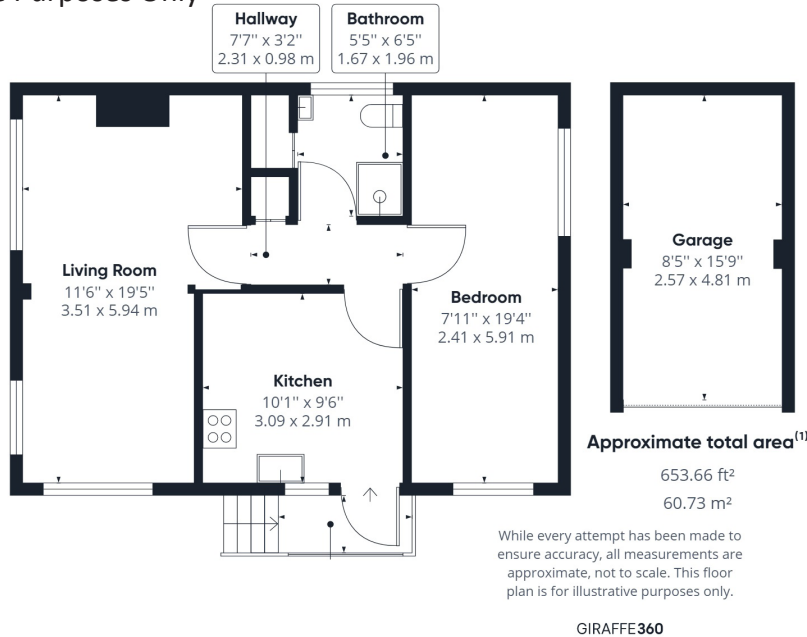 Purposes Only
Hallway
7'7" x 3'2"
2.31 x 0.98 m
Bathroom
5'5" x 6'5"
1.67 x 1.96 m
Living Room
11'6" x 19'5"
3.51 x 5.94 m
Bedroom
7'11" x 19'4"
2.41 x 5.91 m
Kitchen
10'1" x 9'6"
3.09 x 2.91 m
Garage
8'5" x 15'9"
2.57 x 4.81 m
Approximate total area(1)
653.66 ft²
60.73 m²
While every attempt has been made to
ensure accuracy, all measurements are
approximate, not to scale. This floor
plan is for illustrative purposes only.
GIRAFFE360